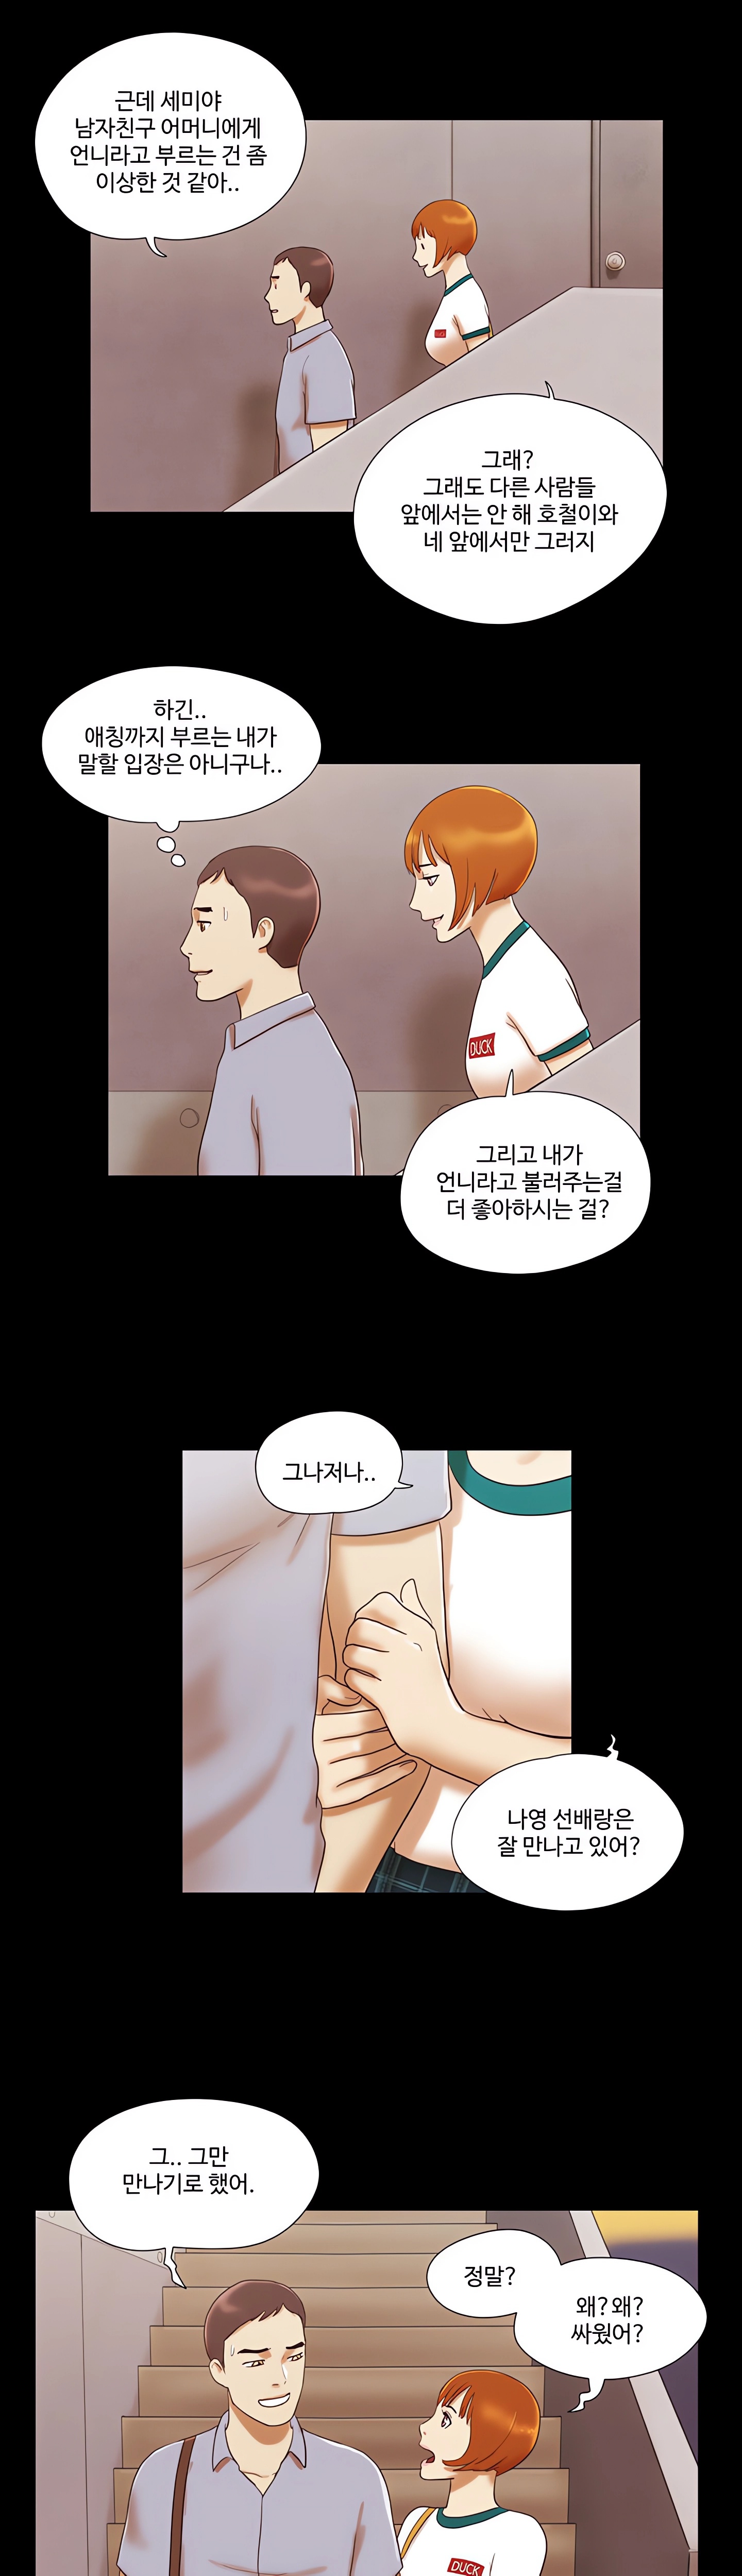 근데 세미야
남자친구 어머니에게
언니라고 부르는 건 좀
이상한 것 같아..
DUCK
그래?
그래도 다른 사람들
앞에서는 안 해 호철이와
네 앞에서만 그러지
하긴..
애칭까지 부르는 내가
말할 입장은 아니구나..
DUCK
그리고 내가
언니라고 불러주는걸
더 좋아하시는 걸?
그나저나..
나영 선배랑은
잘 만나고 있어?
그.. 그만
만나기로 했어.
정말?
왜? 왜?
싸웠어?
DUCK